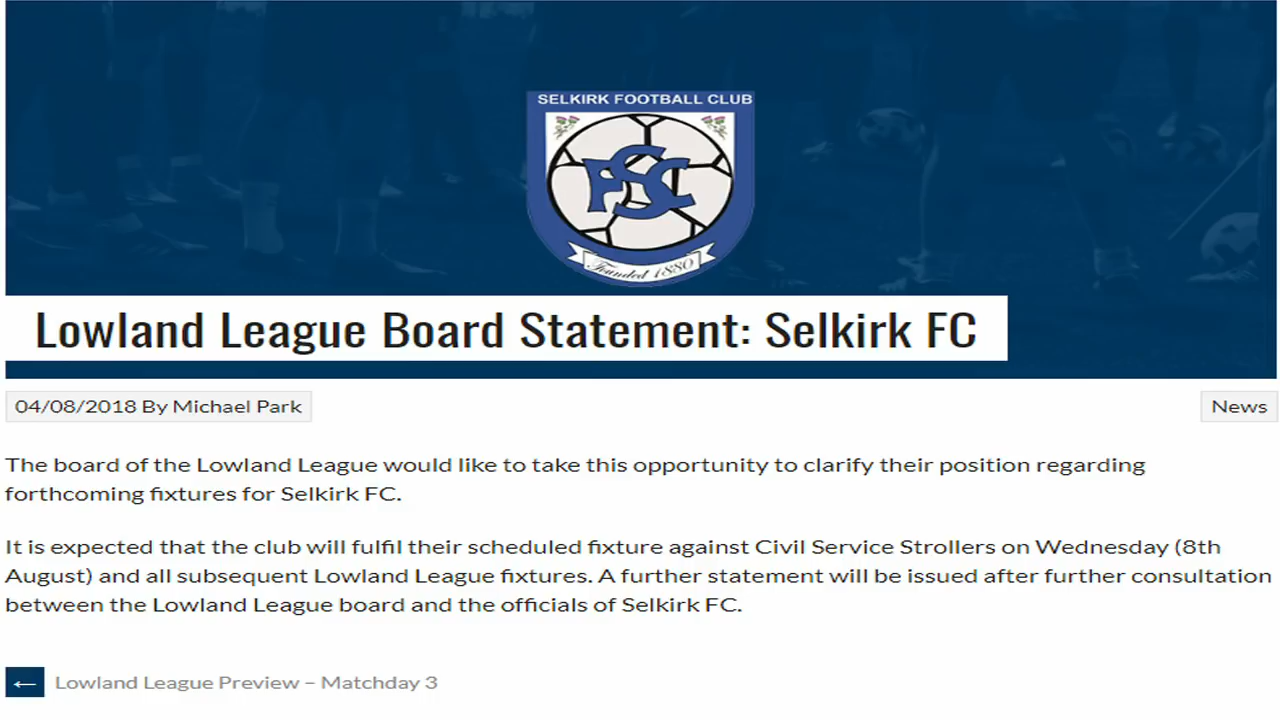 SELKIRK FOOTBALL CLUB
FSC
Founded 1880
Lowland League Board Statement: Selkirk FC
04/08/2018 By Michael Park
News
The board of the Lowland League would like to take this opportunity to clarify their position regarding
forthcoming fixtures for Selkirk FC.
It is expected that the club will fulfil their scheduled fixture against Civil Service Strollers on Wednesday (8th
August) and all subsequent Lowland League fixtures. A further statement will be issued after further consultation
between the Lowland League board and the officials of Selkirk FC.
← Lowland League Preview – Matchday 3